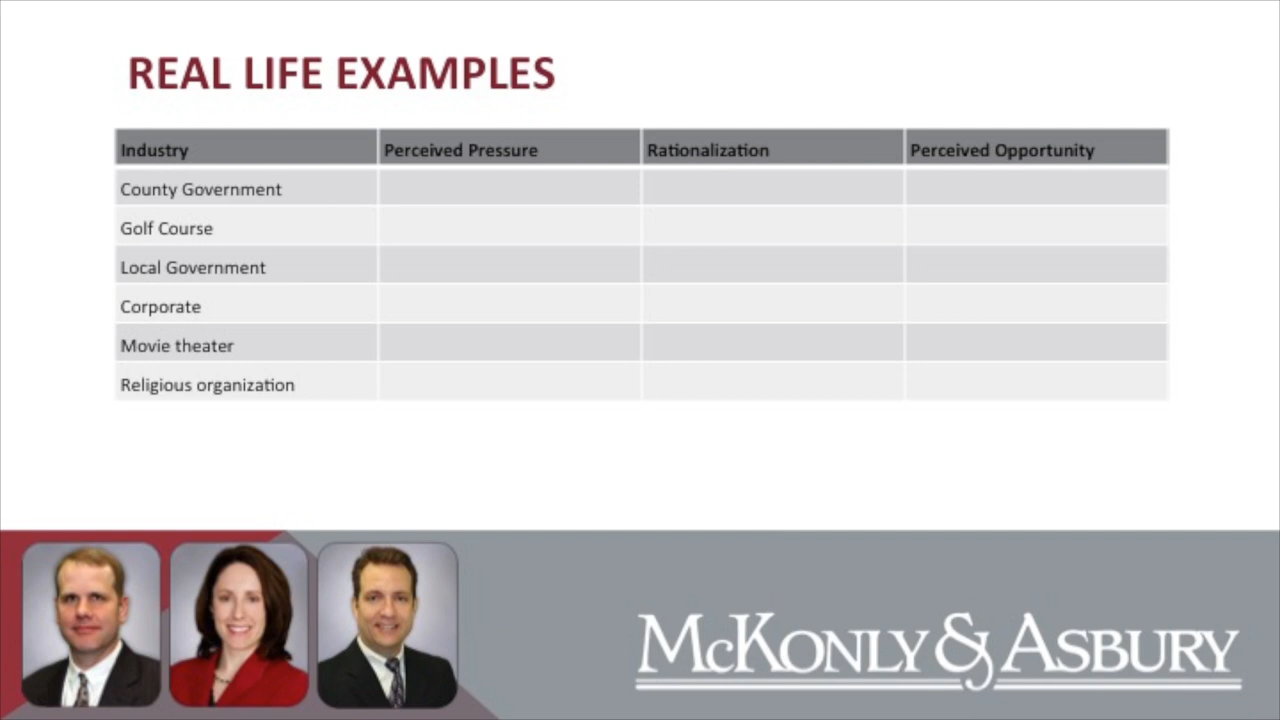 REAL LIFE EXAMPLES
Industry Perceived Pressure Rationalization Perceived Opportunity
County Government
Golf Course
Local Government
Corporate
Movie theater
Religious organization
McKonly & Asbury